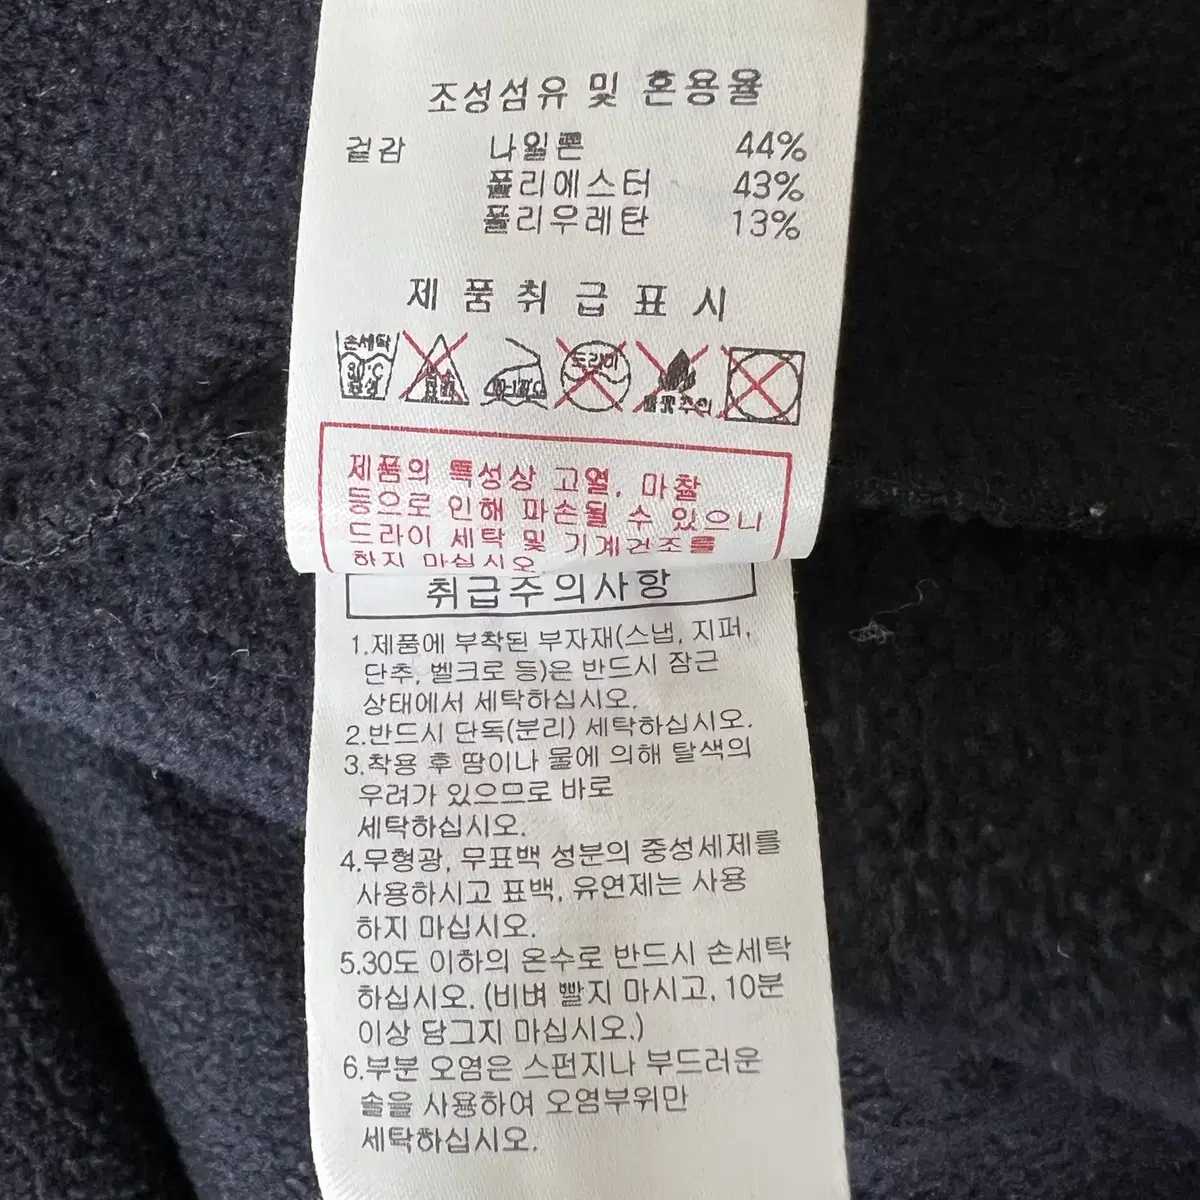 조성섬유 및 혼용율
겉감 나일론 44%
폴리에스터 43%
폴리우레탄 13%
제품취급표시
손세탁
30℃
중성
드라이
제품의 특성상 고열, 마찰
등으로 인해 파손될 수 있으니
드라이 세탁 및 기계건조를
하지 마십시오.
취급주의사항
1.제품에 부착된 부자재(스냅, 지퍼,
단추, 벨크로 등)은 반드시 잠근
상태에서 세탁하십시오.
2.반드시 단독(분리) 세탁하십시오.
3.착용 후 땀이나 물에 의해 탈색의
우려가 있으므로 바로
세탁하십시오.
4.무형광, 무표백 성분의 중성세제를
사용하시고 표백, 유연제는 사용
하지 마십시오.
5.30도 이하의 온수로 반드시 손세탁
하십시오. (비벼 빨지 마시고, 10분
이상 담그지 마십시오.)
6.부분 오염은 스펀지나 부드러운
솔을 사용하여 오염부위만
세탁하십시오.